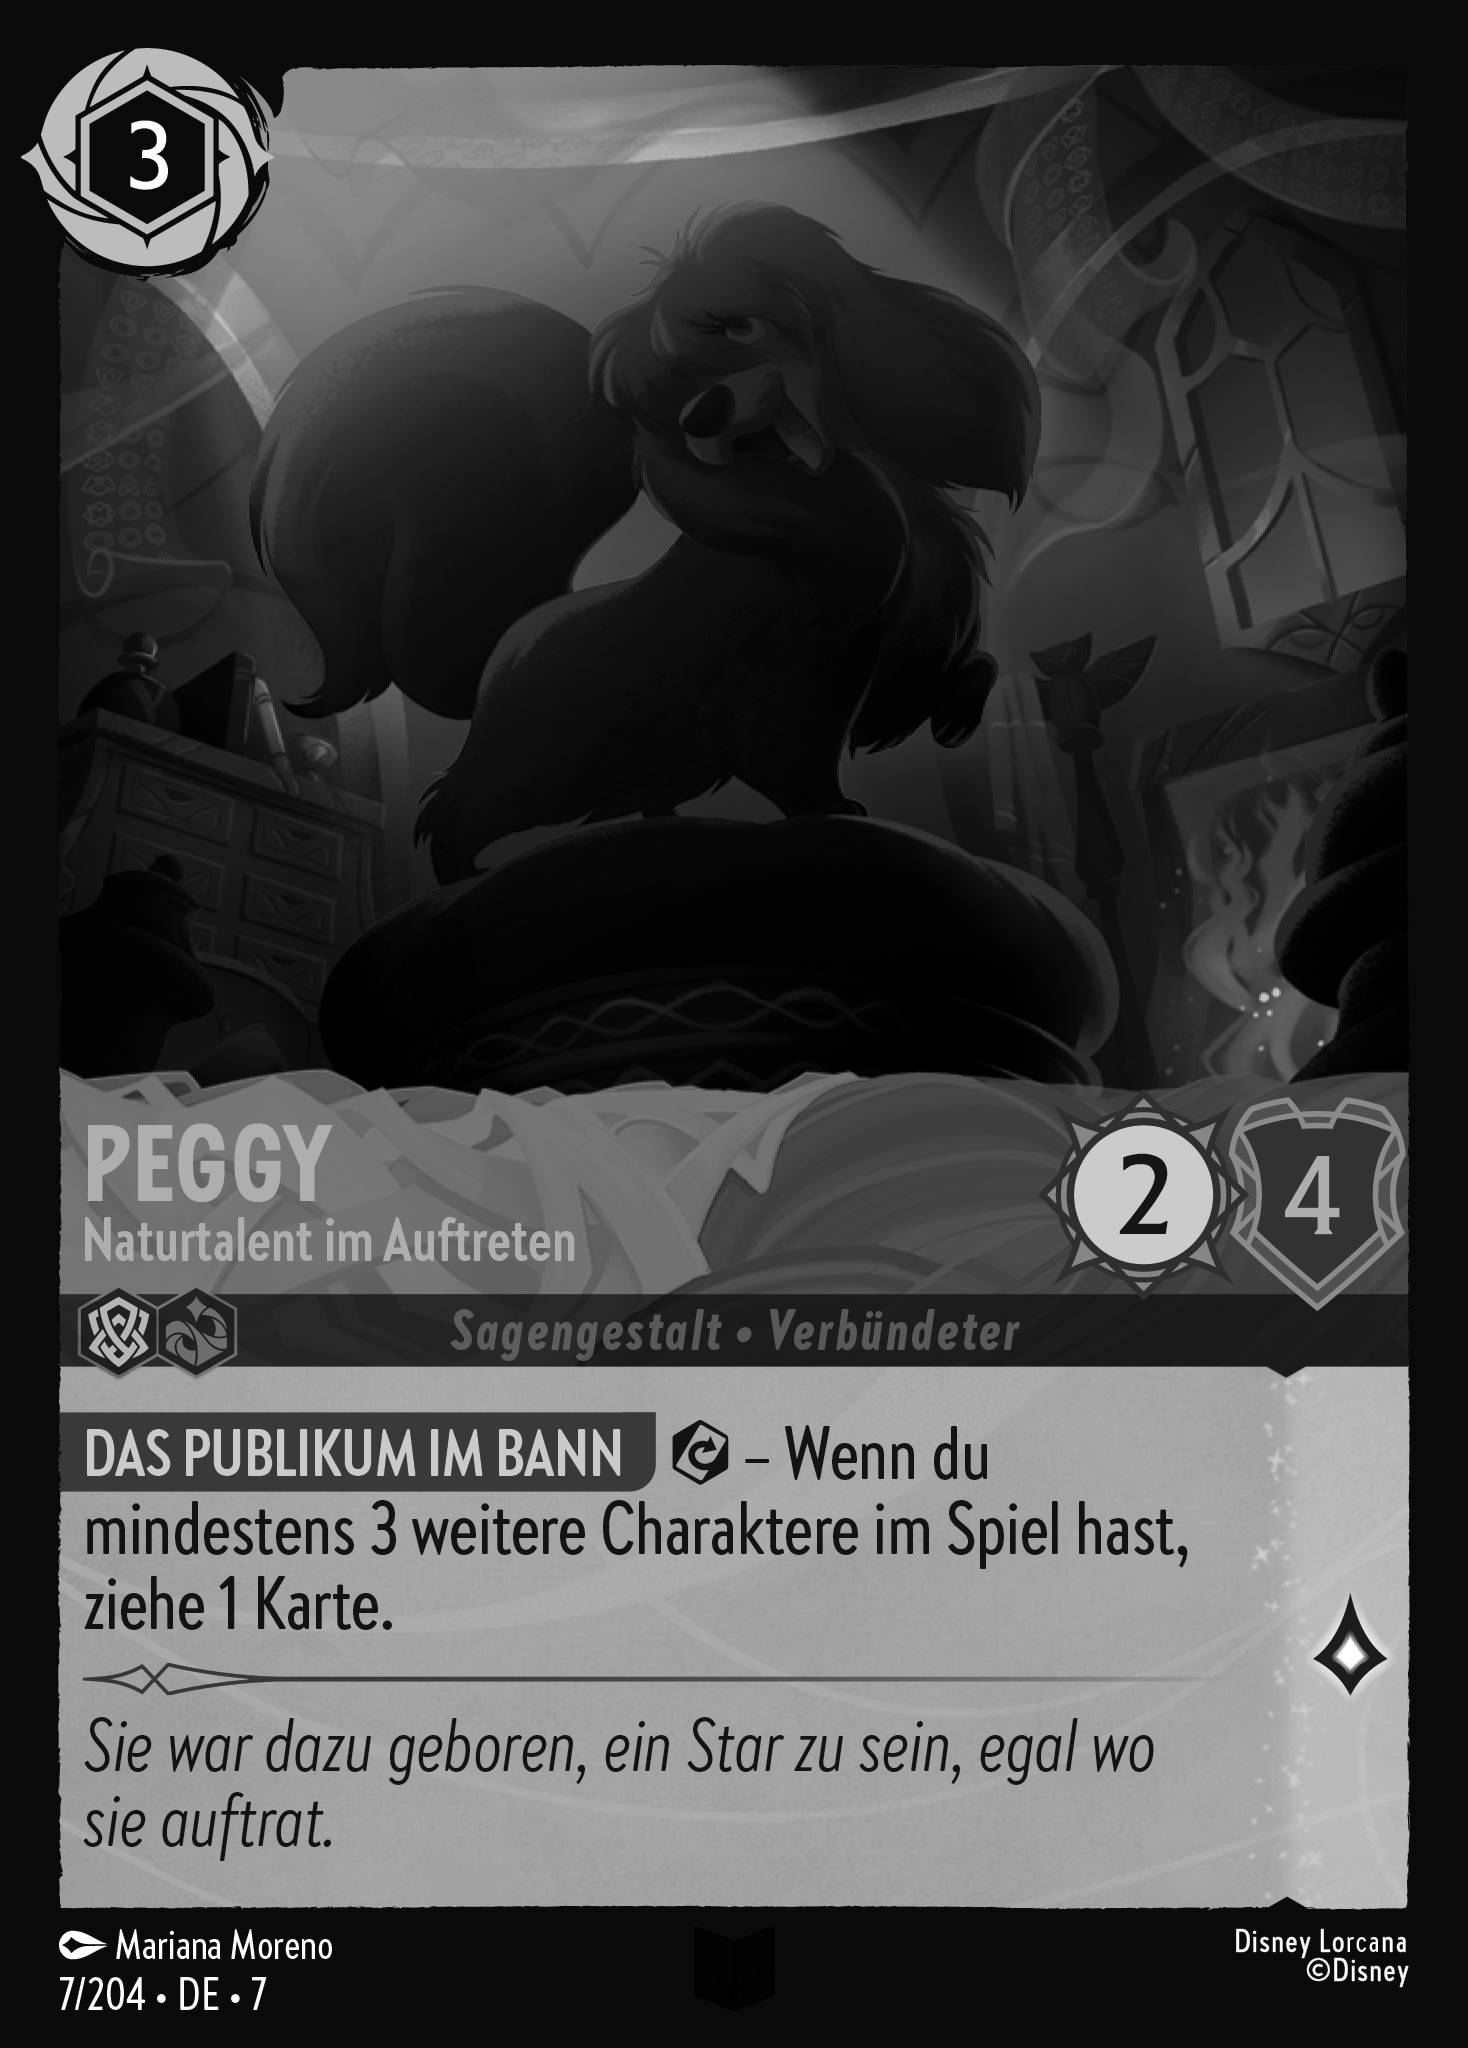 3
PEGGY
Naturtalent im Auftreten
2
4
Sagengestalt • Verbündeter
DAS PUBLIKUM IM BANN – Wenn du
mindestens 3 weitere Charaktere im Spiel hast,
ziehe 1 Karte.
Sie war dazu geboren, ein Star zu sein, egal wo
sie auftrat.
Mariana Moreno
7/204 • DE • 7
Disney Lorcana
©Disney